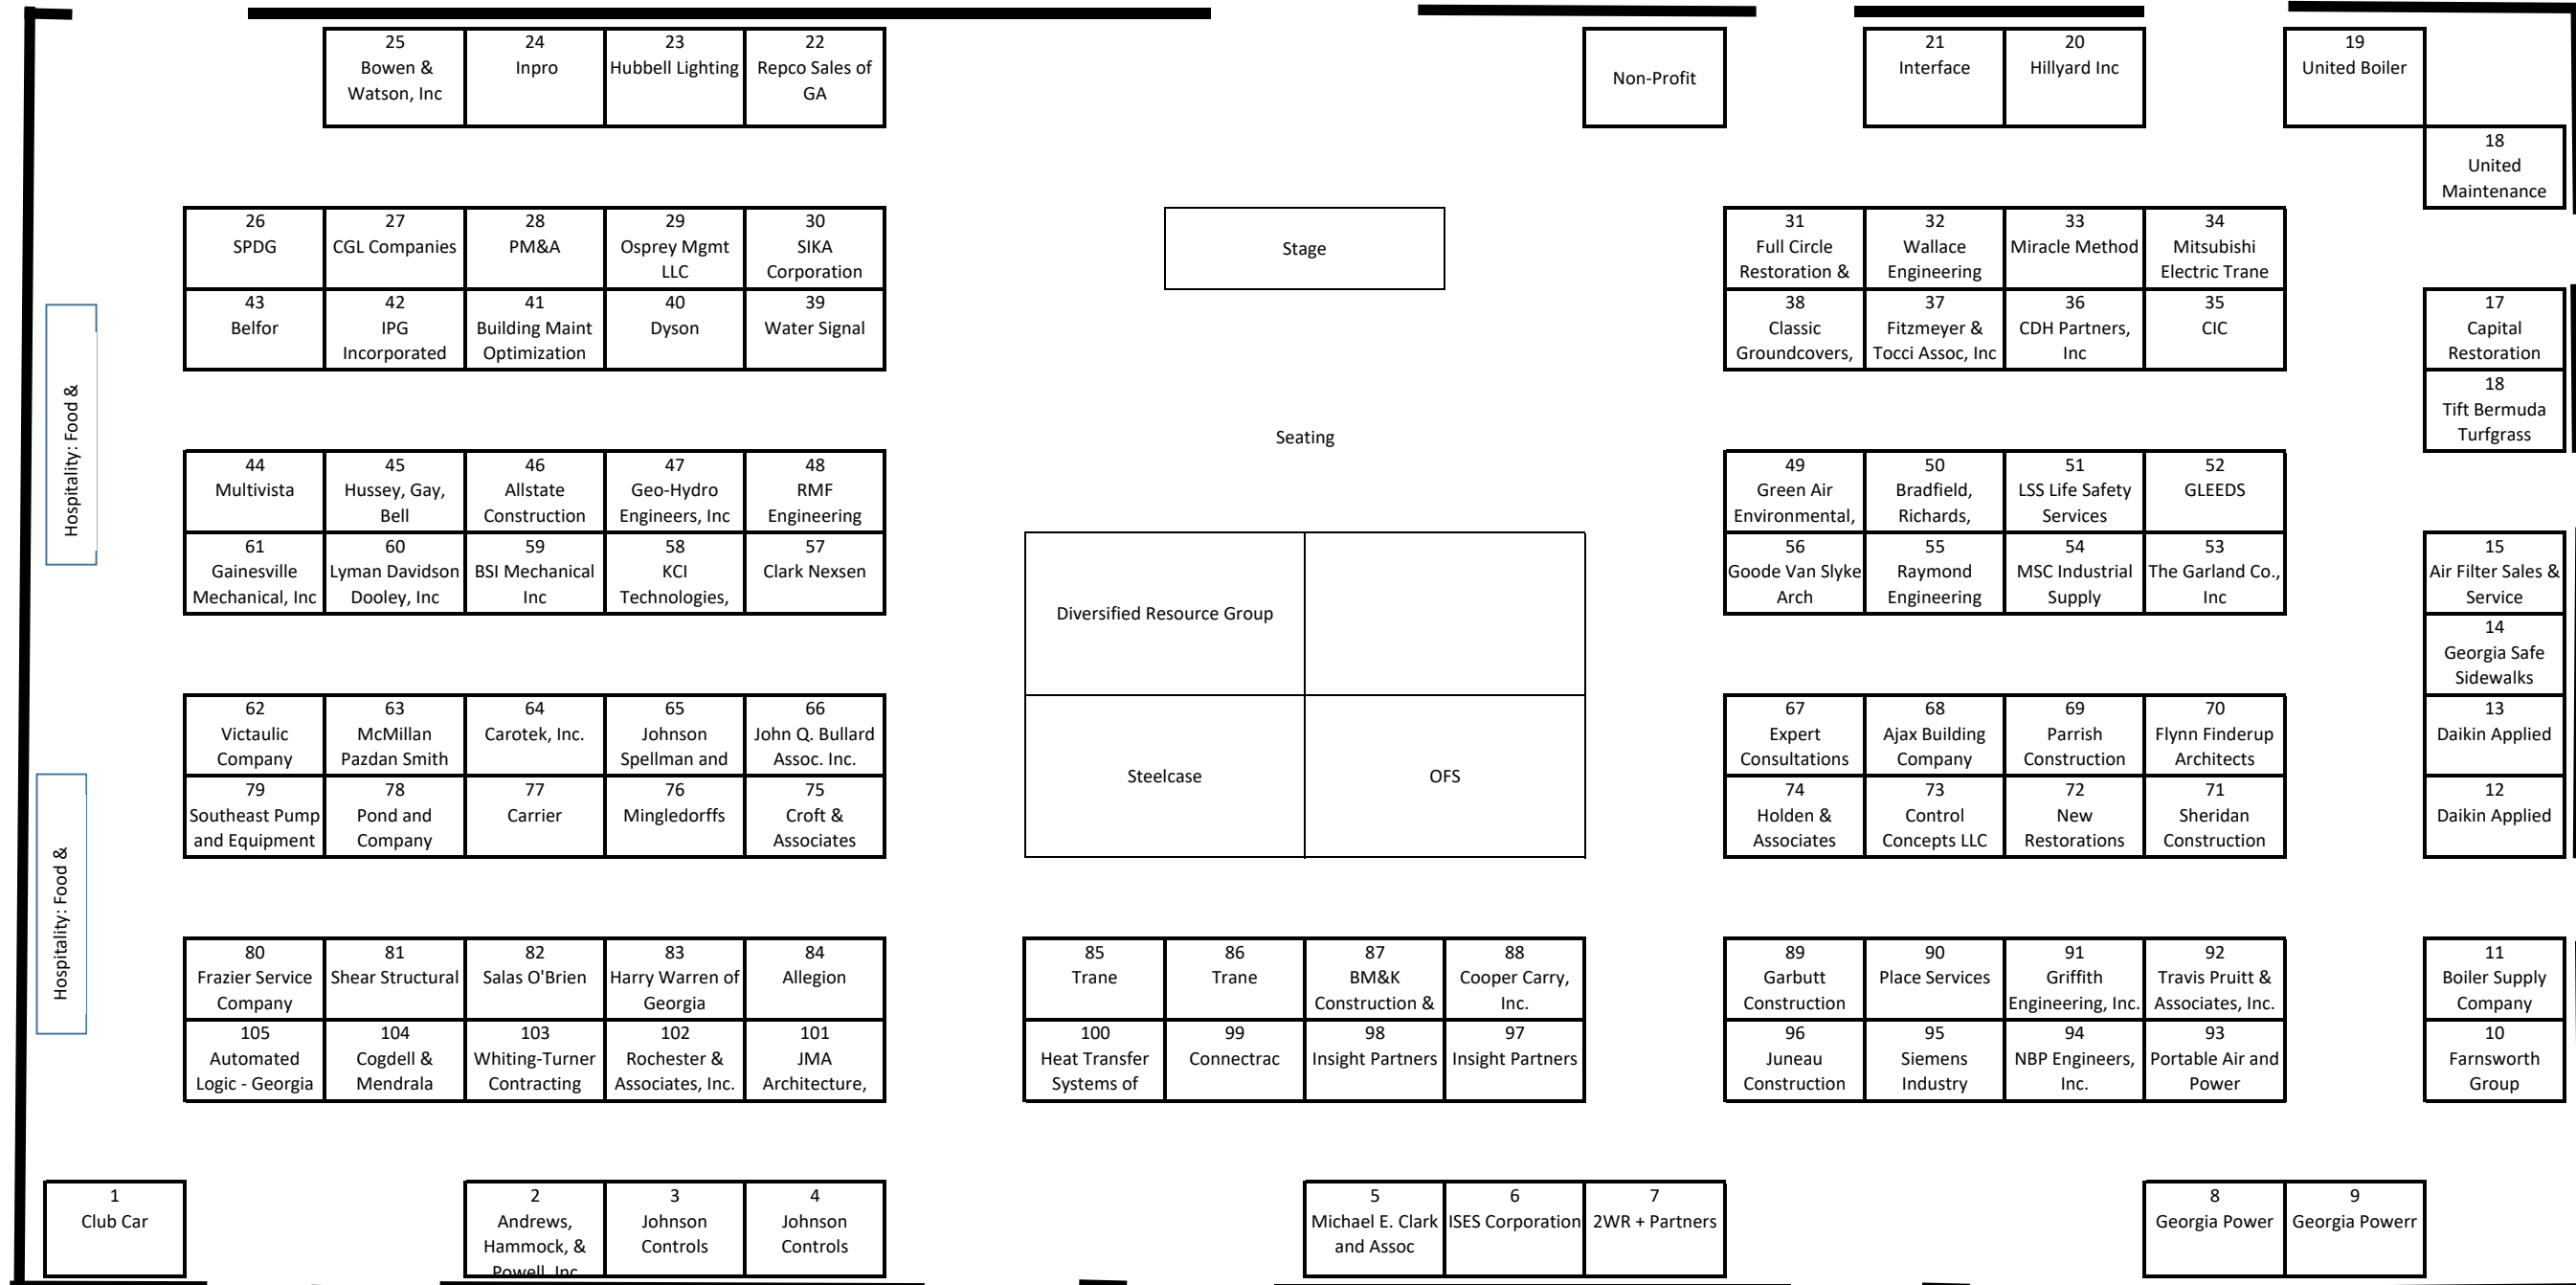 25
Bowen &
Watson, Inc
24
Inpro
23
Hubbell Lighting
22
Repco Sales of
GA
Non-Profit
21
Interface
20
Hillyard Inc
19
United Boiler
18
United
Maintenance
26
SPDG
27
CGL Companies
28
PM&A
29
Osprey Mgmt
LLC
30
SIKA
Corporation
Stage
31
Full Circle
Restoration &
32
Wallace
Engineering
33
Miracle Method
34
Mitsubishi
Electric Trane
43
Belfor
42
IPG
Incorporated
41
Building Maint
Optimization
40
Dyson
39
Water Signal
38
Classic
Groundcovers,
37
Fitzmeyer &
Tocci Assoc, Inc
36
CDH Partners,
Inc
35
CIC
17
Capital
Restoration
18
Tift Bermuda
Turfgrass
Hospitality: Food &
Seating
44
Multivista
45
Hussey, Gay,
Bell
46
Allstate
Construction
47
Geo-Hydro
Engineers, Inc
48
RMF
Engineering
49
Green Air
Environmental,
50
Bradfield,
Richards,
51
LSS Life Safety
Services
52
GLEEDS
61
Gainesville
Mechanical, Inc
60
Lyman Davidson
Dooley, Inc
59
BSI Mechanical
Inc
58
KCI
Technologies,
57
Clark Nexsen
Diversified Resource Group
56
Goode Van Slyke
Arch
55
Raymond
Engineering
54
MSC Industrial
Supply
53
The Garland Co.,
Inc
15
Air Filter Sales &
Service
14
Georgia Safe
Sidewalks
62
Victaulic
Company
63
McMillan
Pazdan Smith
64
Carotek, Inc.
65
Johnson
Spellman and
66
John Q. Bullard
Assoc. Inc.
Steelcase
OFS
67
Expert
Consultations
68
Ajax Building
Company
69
Parrish
Construction
70
Flynn Finderup
Architects
13
Daikin Applied
79
Southeast Pump
and Equipment
78
Pond and
Company
77
Carrier
76
Mingledorffs
75
Croft &
Associates
74
Holden &
Associates
73
Control
Concepts LLC
72
New
Restorations
71
Sheridan
Construction
12
Daikin Applied
Hospitality: Food &
80
Frazier Service
Company
81
Shear Structural
82
Salas O'Brien
83
Harry Warren of
Georgia
84
Allegion
85
Trane
86
Trane
87
BM&K
Construction &
88
Cooper Carry,
Inc.
89
Garbutt
Construction
90
Place Services
91
Griffith
Engineering, Inc.
92
Travis Pruitt &
Associates, Inc.
11
Boiler Supply
Company
105
Automated
Logic - Georgia
104
Cogdell &
Mendrala
103
Whiting-Turner
Contracting
102
Rochester &
Associates, Inc.
101
JMA
Architecture,
100
Heat Transfer
Systems of
99
Connectrac
98
Insight Partners
97
Insight Partners
96
Juneau
Construction
95
Siemens
Industry
94
NBP Engineers,
Inc.
93
Portable Air and
Power
10
Farnsworth
Group
1
Club Car
2
Andrews,
Hammock, &
Powell, Inc
3
Johnson
Controls
4
Johnson
Controls
5
Michael E. Clark
and Assoc
6
ISES Corporation
7
2WR + Partners
8
Georgia Power
9
Georgia Powerr